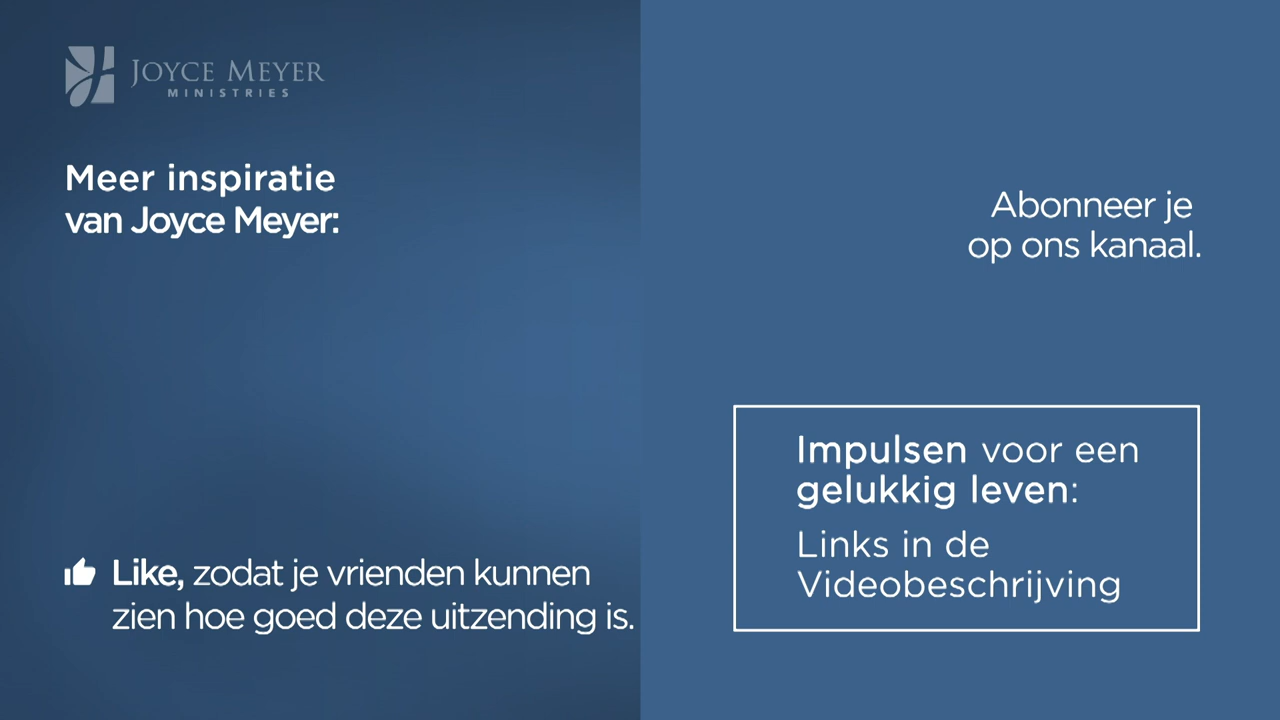 JOYCE MEYER
MINISTRIES
Meer inspiratie
van Joyce Meyer:
Like, zodat je vrienden kunnen
zien hoe goed deze uitzending is.
Abonneer je
op ons kanaal.
Impulsen voor een
gelukkig leven:
Links in de
Videobeschrijving